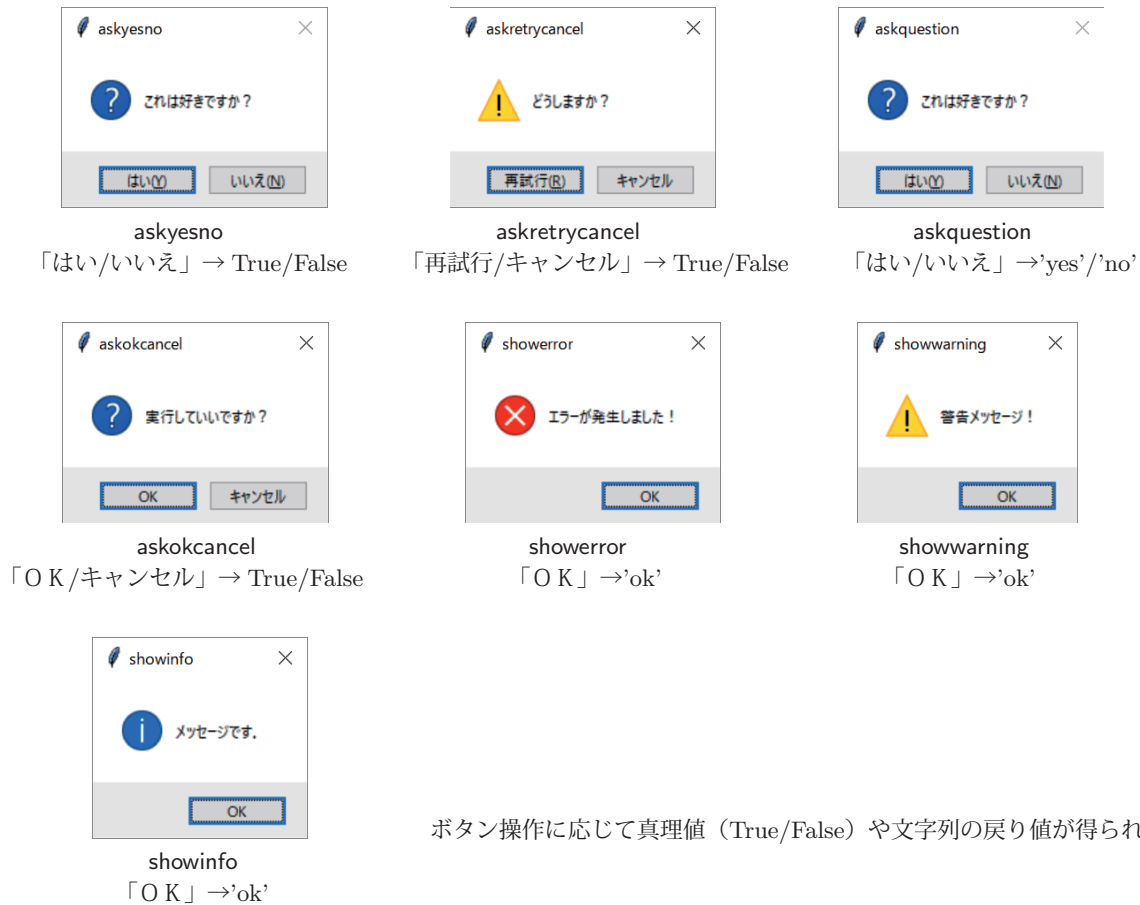 askyesno
これは好きですか？
はい(Y) いいえ(N)
askyesno
「はい/いいえ」→ True/False
askretrycancel
どうしますか？
再試行(R) キャンセル
askretrycancel
「再試行/キャンセル」→ True/False
askquestion
これは好きですか？
はい(Y) いいえ(N)
askquestion
「はい/いいえ」→’yes’/’no’
askokcancel
実行していいですか？
OK キャンセル
askokcancel
「ＯＫ/キャンセル」→ True/False
showerror
エラーが発生しました！
OK
showerror
「ＯＫ」→’ok’
showwarning
警告メッセージ！
OK
showwarning
「ＯＫ」→’ok’
showinfo
メッセージです．
OK
showinfo
「ＯＫ」→’ok’
ボタン操作に応じて真理値（True/False）や文字列の戻り値が得られ